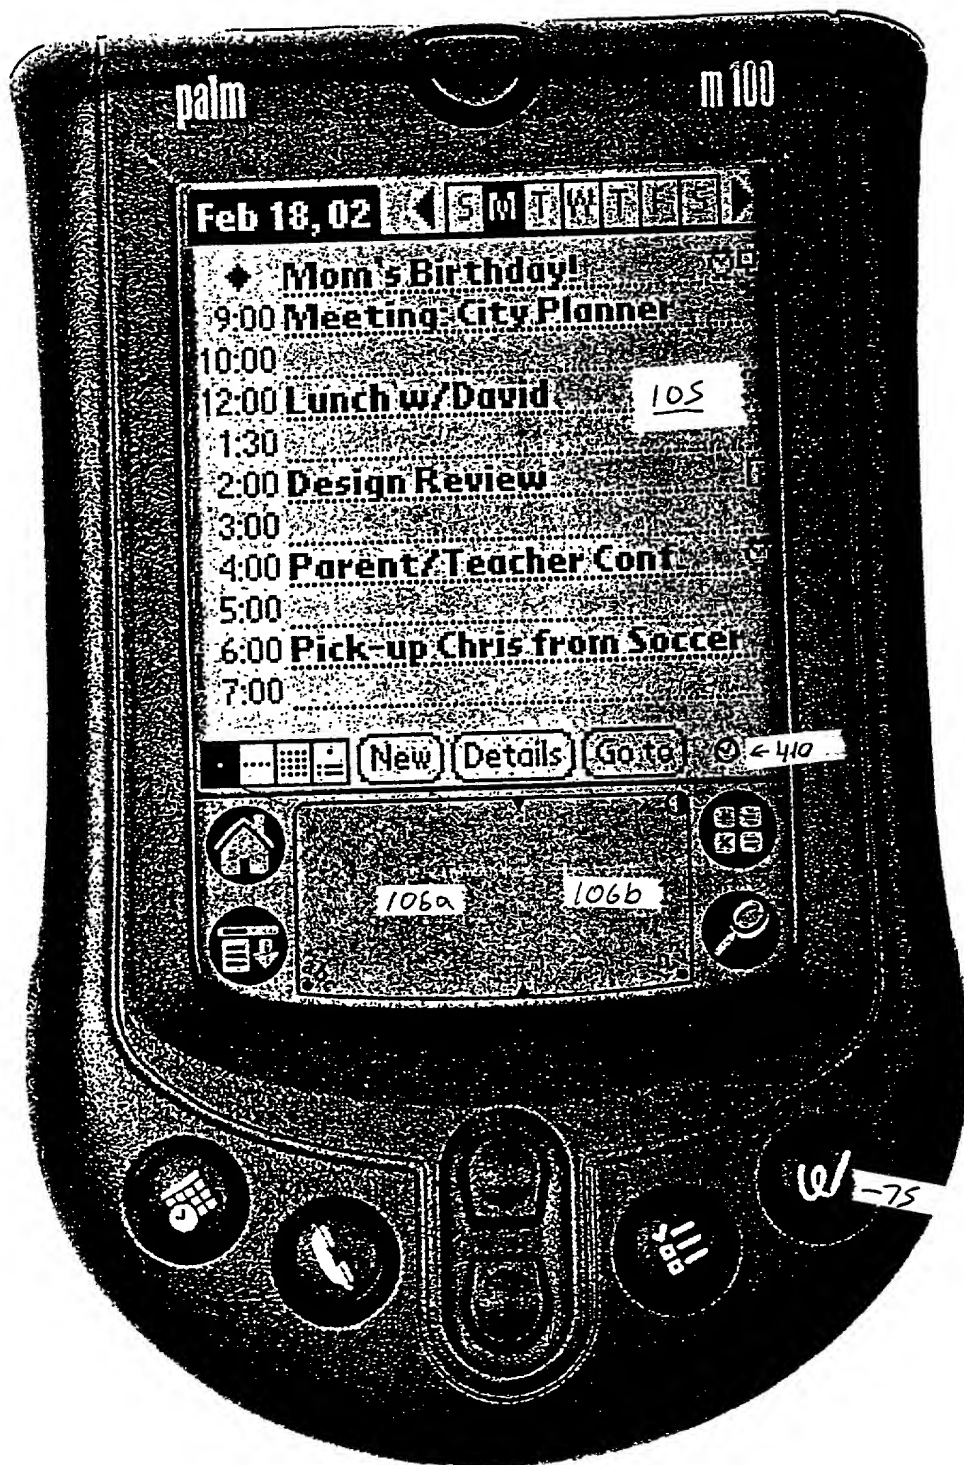 palm m100
Feb 18, 02 S M T W T F S
Mom's Birthday!
9:00 Meeting: City Planner
10:00
12:00 Lunch w/David
105
1:30
2:00 Design Review
3:00
4:00 Parent/Teacher Conf.
5:00
6:00 Pick-up Chris from Soccer
7:00
New Details Go to ←410
106a 106b
-75